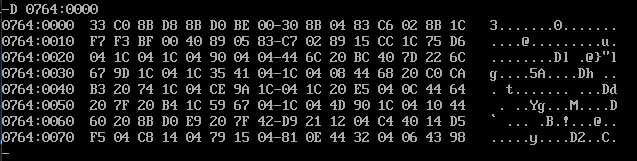 -D 0764:0000
0764:0000 33 C0 8B D8 8B D0 BE 00-30 8B 04 83 C6 02 8B 1C 3.......0.......
0764:0010 F7 F3 BF 00 40 89 05 83-C7 02 89 15 CC 1C 75 D6 ....@.........u.
0764:0020 04 1C 04 1C 04 90 04 04-44 6C 20 BC 40 7D 22 6C ........Dl .@}"l
0764:0030 67 9D 1C 04 1C 35 41 04-1C 04 08 44 68 20 C0 CA g....5A....Dh ..
0764:0040 B3 20 74 1C 04 CE 9A 1C-04 1C 20 E5 04 0C 44 64 . t....... ...Dd
0764:0050 20 7F 20 B4 1C 59 67 04-1C 04 4D 90 1C 04 10 44  . ..Yg...M....D
0764:0060 60 20 8B D0 E9 20 7F 42-D9 21 12 04 C4 40 14 D5 ` ... .B.!...@..
0764:0070 F5 04 C8 14 04 79 15 04-81 0E 44 32 04 06 43 98 .....y....D2..C.
-